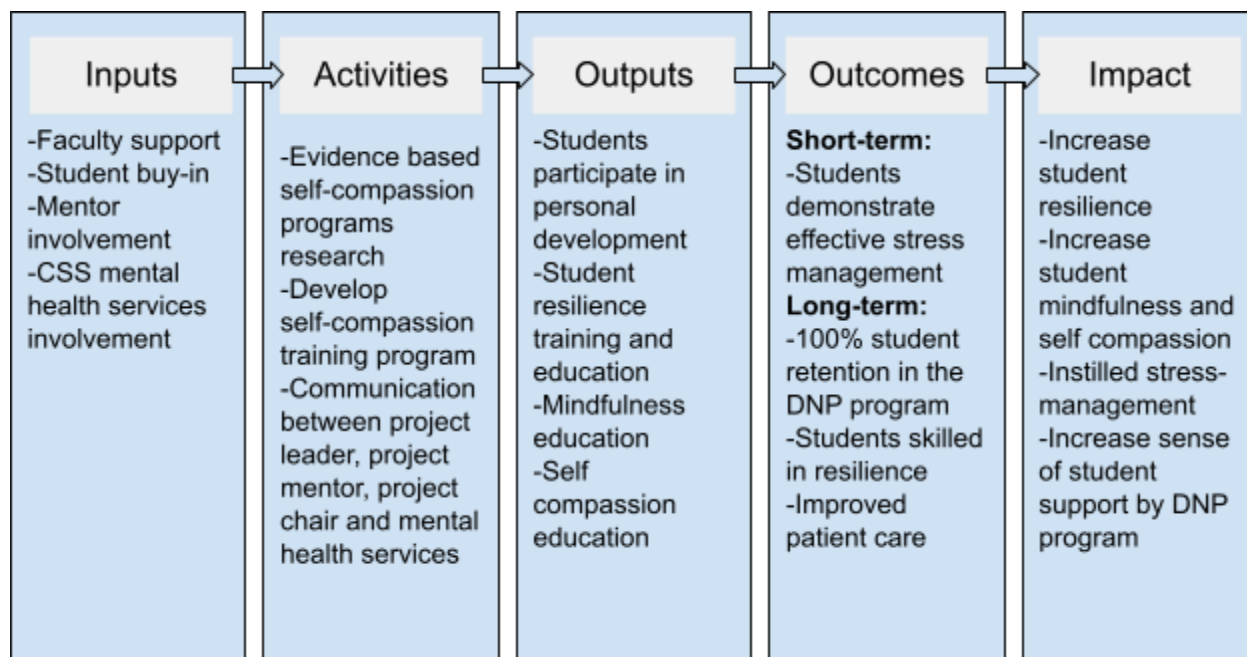 Inputs
-Faculty support
-Student buy-in
-Mentor
involvement
-CSS mental
health services
involvement
Activities
-Evidence based
self-compassion
programs
research
-Develop
self-compassion
training program
-Communication
between project
leader, project
mentor, project
chair and mental
health services
Outputs
-Students
participate in
personal
development
-Student
resilience
training and
education
-Mindfulness
education
-Self
compassion
education
Outcomes
Short-term:
-Students
demonstrate
effective stress
management
Long-term:
-100% student
retention in the
DNP program
-Students skilled
in resilience
-Improved
patient care
Impact
-Increase
student
resilience
-Increase
student
mindfulness and
self compassion
-Instilled stress-
management
-Increase sense
of student
support by DNP
program